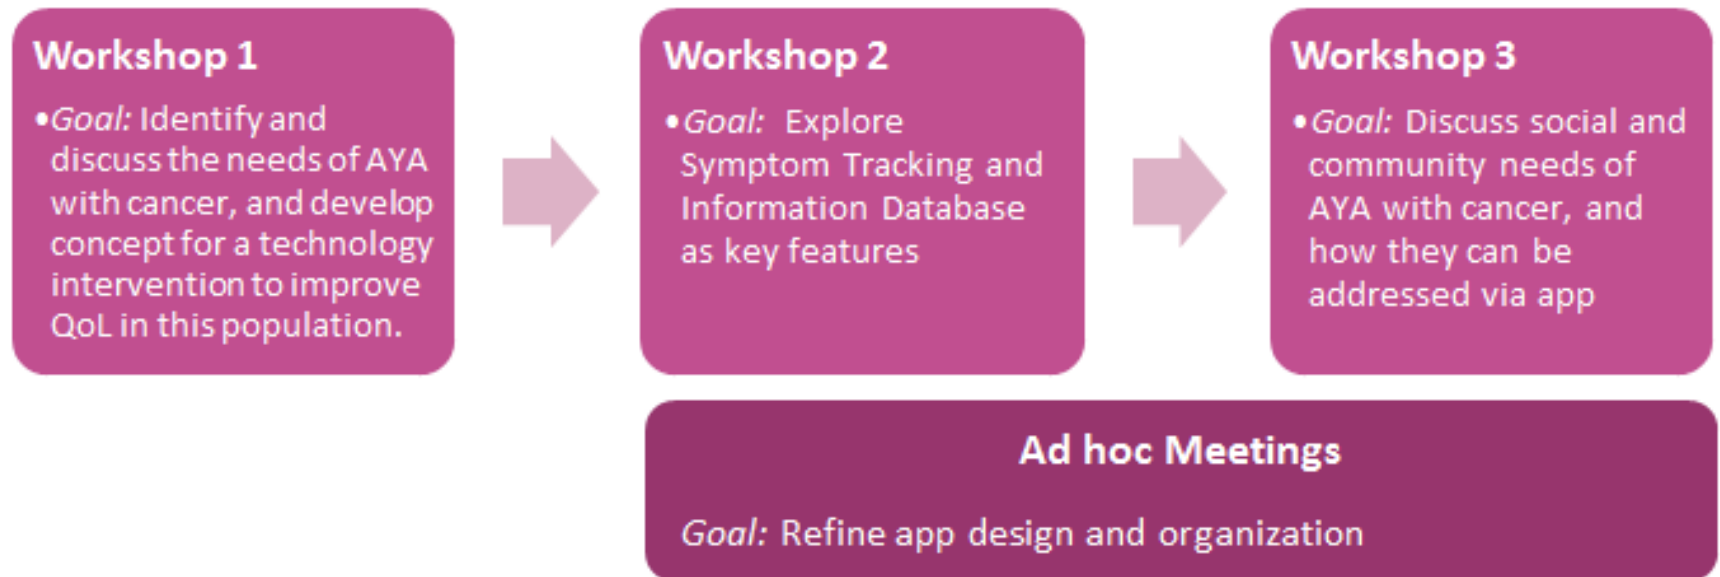 Workshop 1
•Goal: Identify and
discuss the needs of AYA
with cancer, and develop
concept for a technology
intervention to improve
QoL in this population.
Workshop 2
•Goal: Explore
Symptom Tracking and
Information Database
as key features
Workshop 3
•Goal: Discuss social and
community needs of
AYA with cancer, and
how they can be
addressed via app
Ad hoc Meetings
Goal: Refine app design and organization